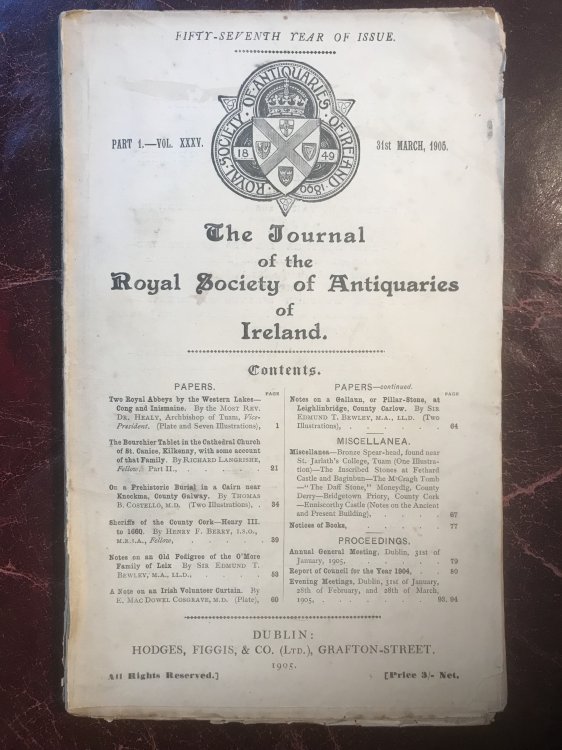 FIFTY-SEVENTH YEAR OF ISSUE.
PART 1.—VOL. XXXV.
31st MARCH, 1905.
ROYAL SOCIETY OF ANTIQUARIES OF IRELAND
1849
1890
The Journal
of the
Royal Society of Antiquaries
of
Ireland.
Contents.
PAPERS.
PAGE
Two Royal Abbeys by the Western Lakes—
Cong and Inismaine. By the MOST REV.
DR. HEALY, Archbishop of Tuam, Vice-
President. (Plate and Seven Illustrations), 1
The Bourchier Tablet in the Cathedral Church
of St. Canice, Kilkenny, with some account
of that Family. By RICHARD LANGRISHE,
Fellow. Part II., . . . . 21
On a Prehistoric Burial in a Cairn near
Knockma, County Galway. By THOMAS
B. COSTELLO, M.D. (Two Illustrations), . 34
Sheriffs of the County Cork—Henry III.
to 1660. By HENRY F. BERRY, I.S.O.,
M.R.I.A., Fellow, . . . . 39
Notes on an Old Pedigree of the O'More
Family of Leix By SIR EDMUND T.
BEWLEY, M.A., LL.D., . . . . 53
A Note on an Irish Volunteer Curtain. By
E. MAC DOWEL COSGRAVE, M.D. (Plate), 60
PAPERS—continued.
PAGE
Notes on a Gallaun, or Pillar-Stone, at
Leighlinbridge, County Carlow. By SIR
EDMUND T. BEWLEY, M.A., LL.D. (Two
Illustrations), . . . . 64
MISCELLANEA.
Miscellanea—Bronze Spear-head, found near
St. Jarlath's College, Tuam (One Illustra-
tion)—The Inscribed Stones at Fethard
Castle and Baginbun—The McCragh Tomb
—"The Daff Stone," Moneydig, County
Derry—Bridgetown Priory, County Cork
—Enniscorthy Castle (Notes on the Ancient
and Present Building), . . . . 67
Notices of Books, . . . . 77
PROCEEDINGS.
Annual General Meeting, Dublin, 31st of
January, 1905, . . . . 79
Report of Council for the Year 1904, . . 80
Evening Meetings, Dublin, 31st of January,
28th of February, and 28th of March,
1905, . . . . 93, 94
DUBLIN:
HODGES, FIGGIS, & CO. (LTD.), GRAFTON-STREET.
1905.
All Rights Reserved.]
[Price 3/- Net.